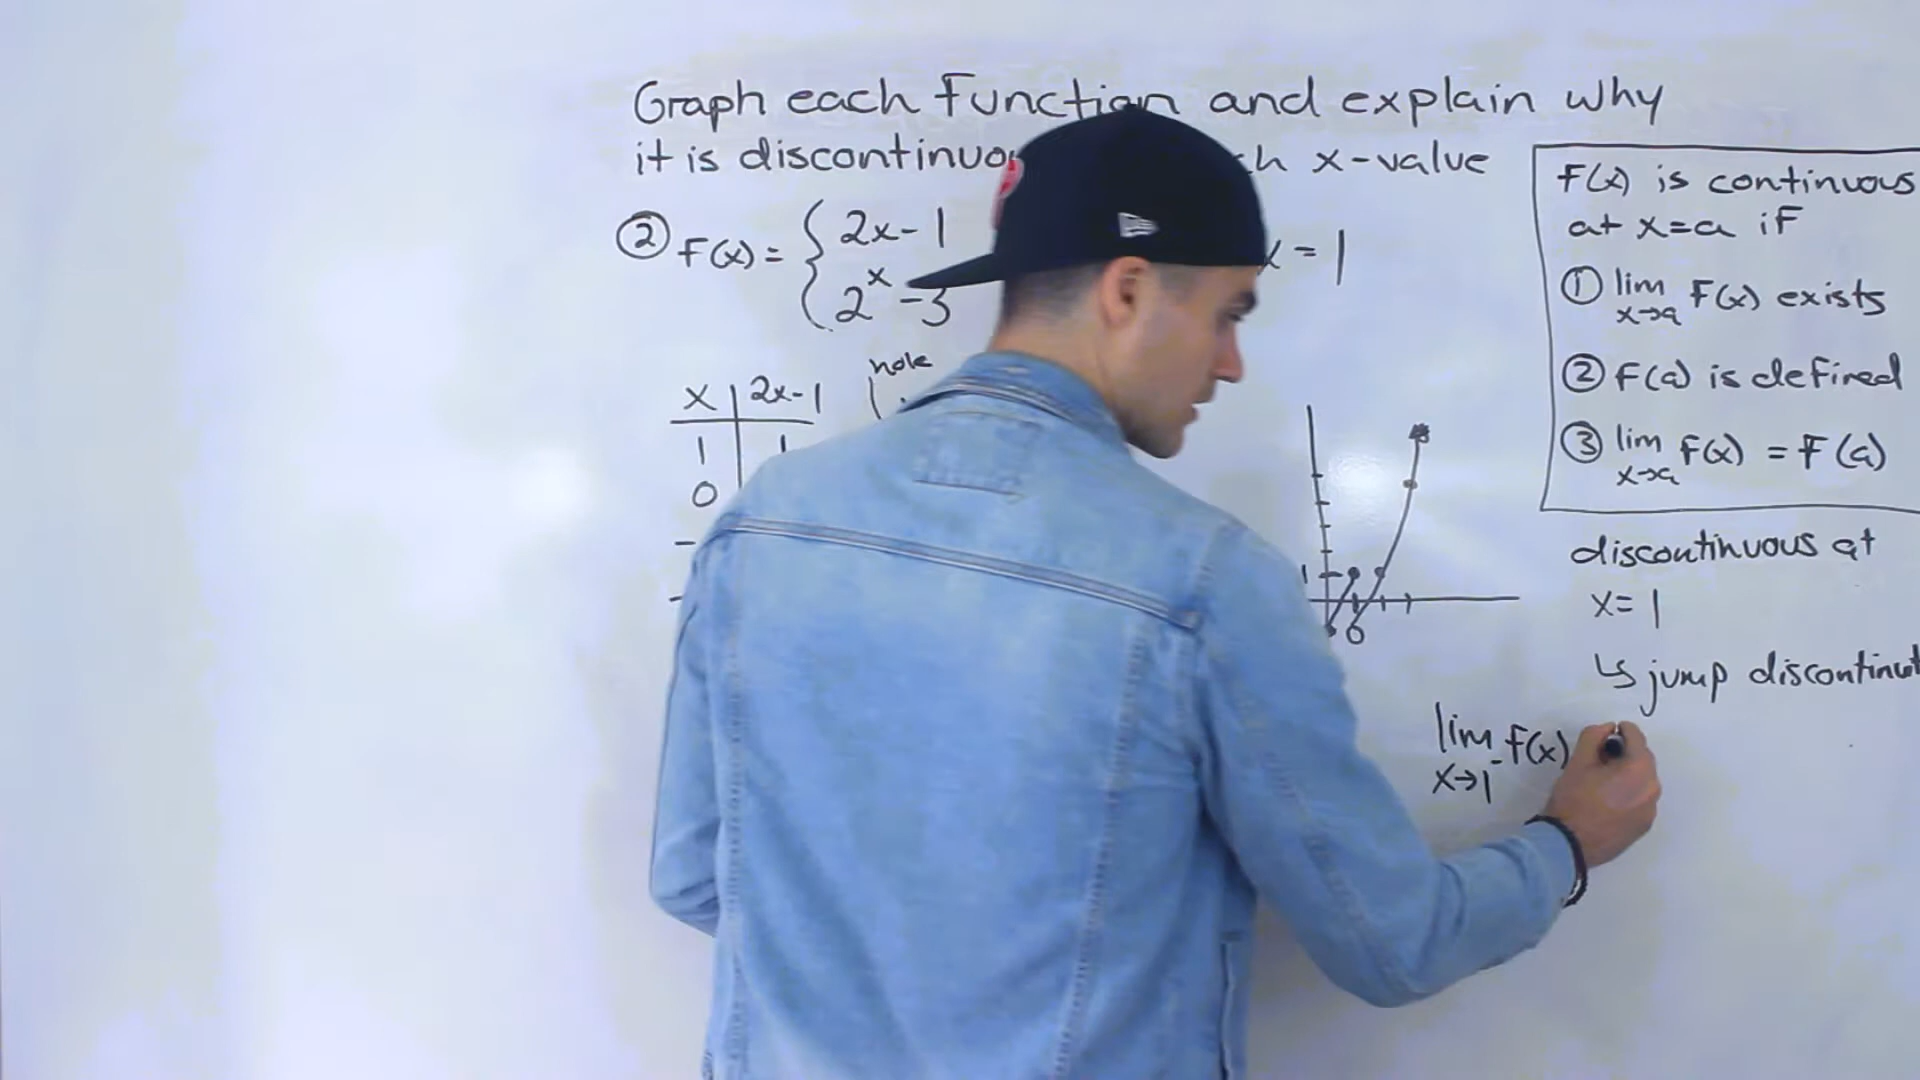 Graph each function and explain why
it is x-value
② f(x) = { 2x-1 x = 1
2^x -3
f(x) is continuous
at x=a if
① lim x→a f(x) exists
② f(a) is defined
③ lim x→a f(x) = f(a)
hole
x | 2x-1
1 | 1
0
1
discontinuous at
x= 1
↳ jump
lim x→1⁻ f(x)